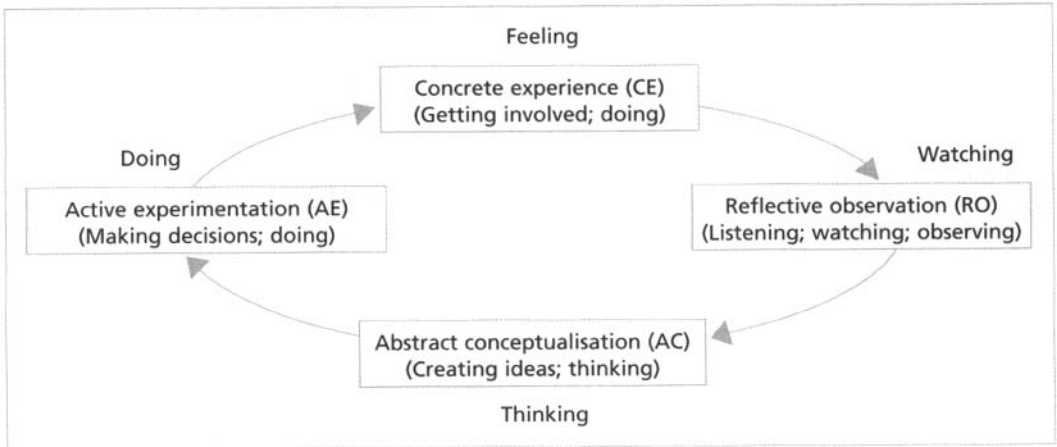 Feeling
Concrete experience (CE)
(Getting involved; doing)
Doing
Watching
Active experimentation (AE)
(Making decisions; doing)
Reflective observation (RO)
(Listening; watching; observing)
Abstract conceptualisation (AC)
(Creating ideas; thinking)
Thinking